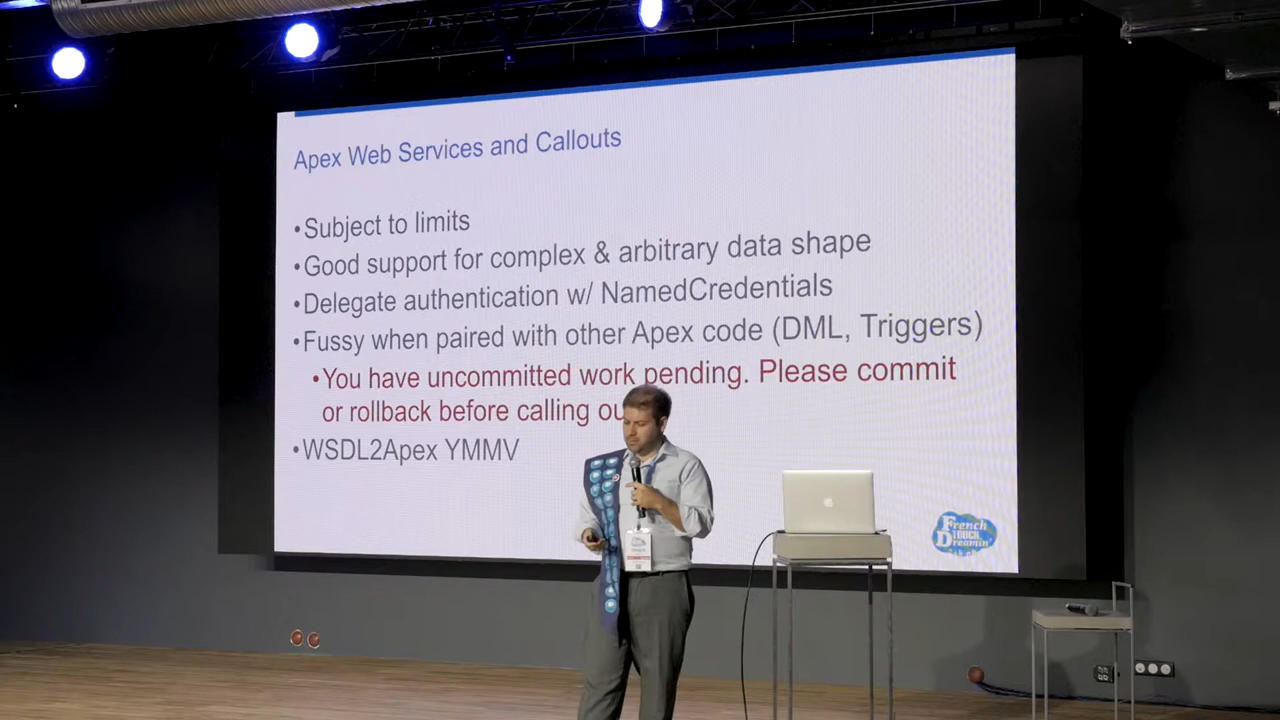 Apex Web Services and Callouts
•Subject to limits
•Good support for complex & arbitrary data shape
•Delegate authentication w/ NamedCredentials
•Fussy when paired with other Apex code (DML, Triggers)
•You have uncommitted work pending. Please commit
or rollback before calling
•WSDL2Apex YMMV
French
TOUCH
Dreamin'